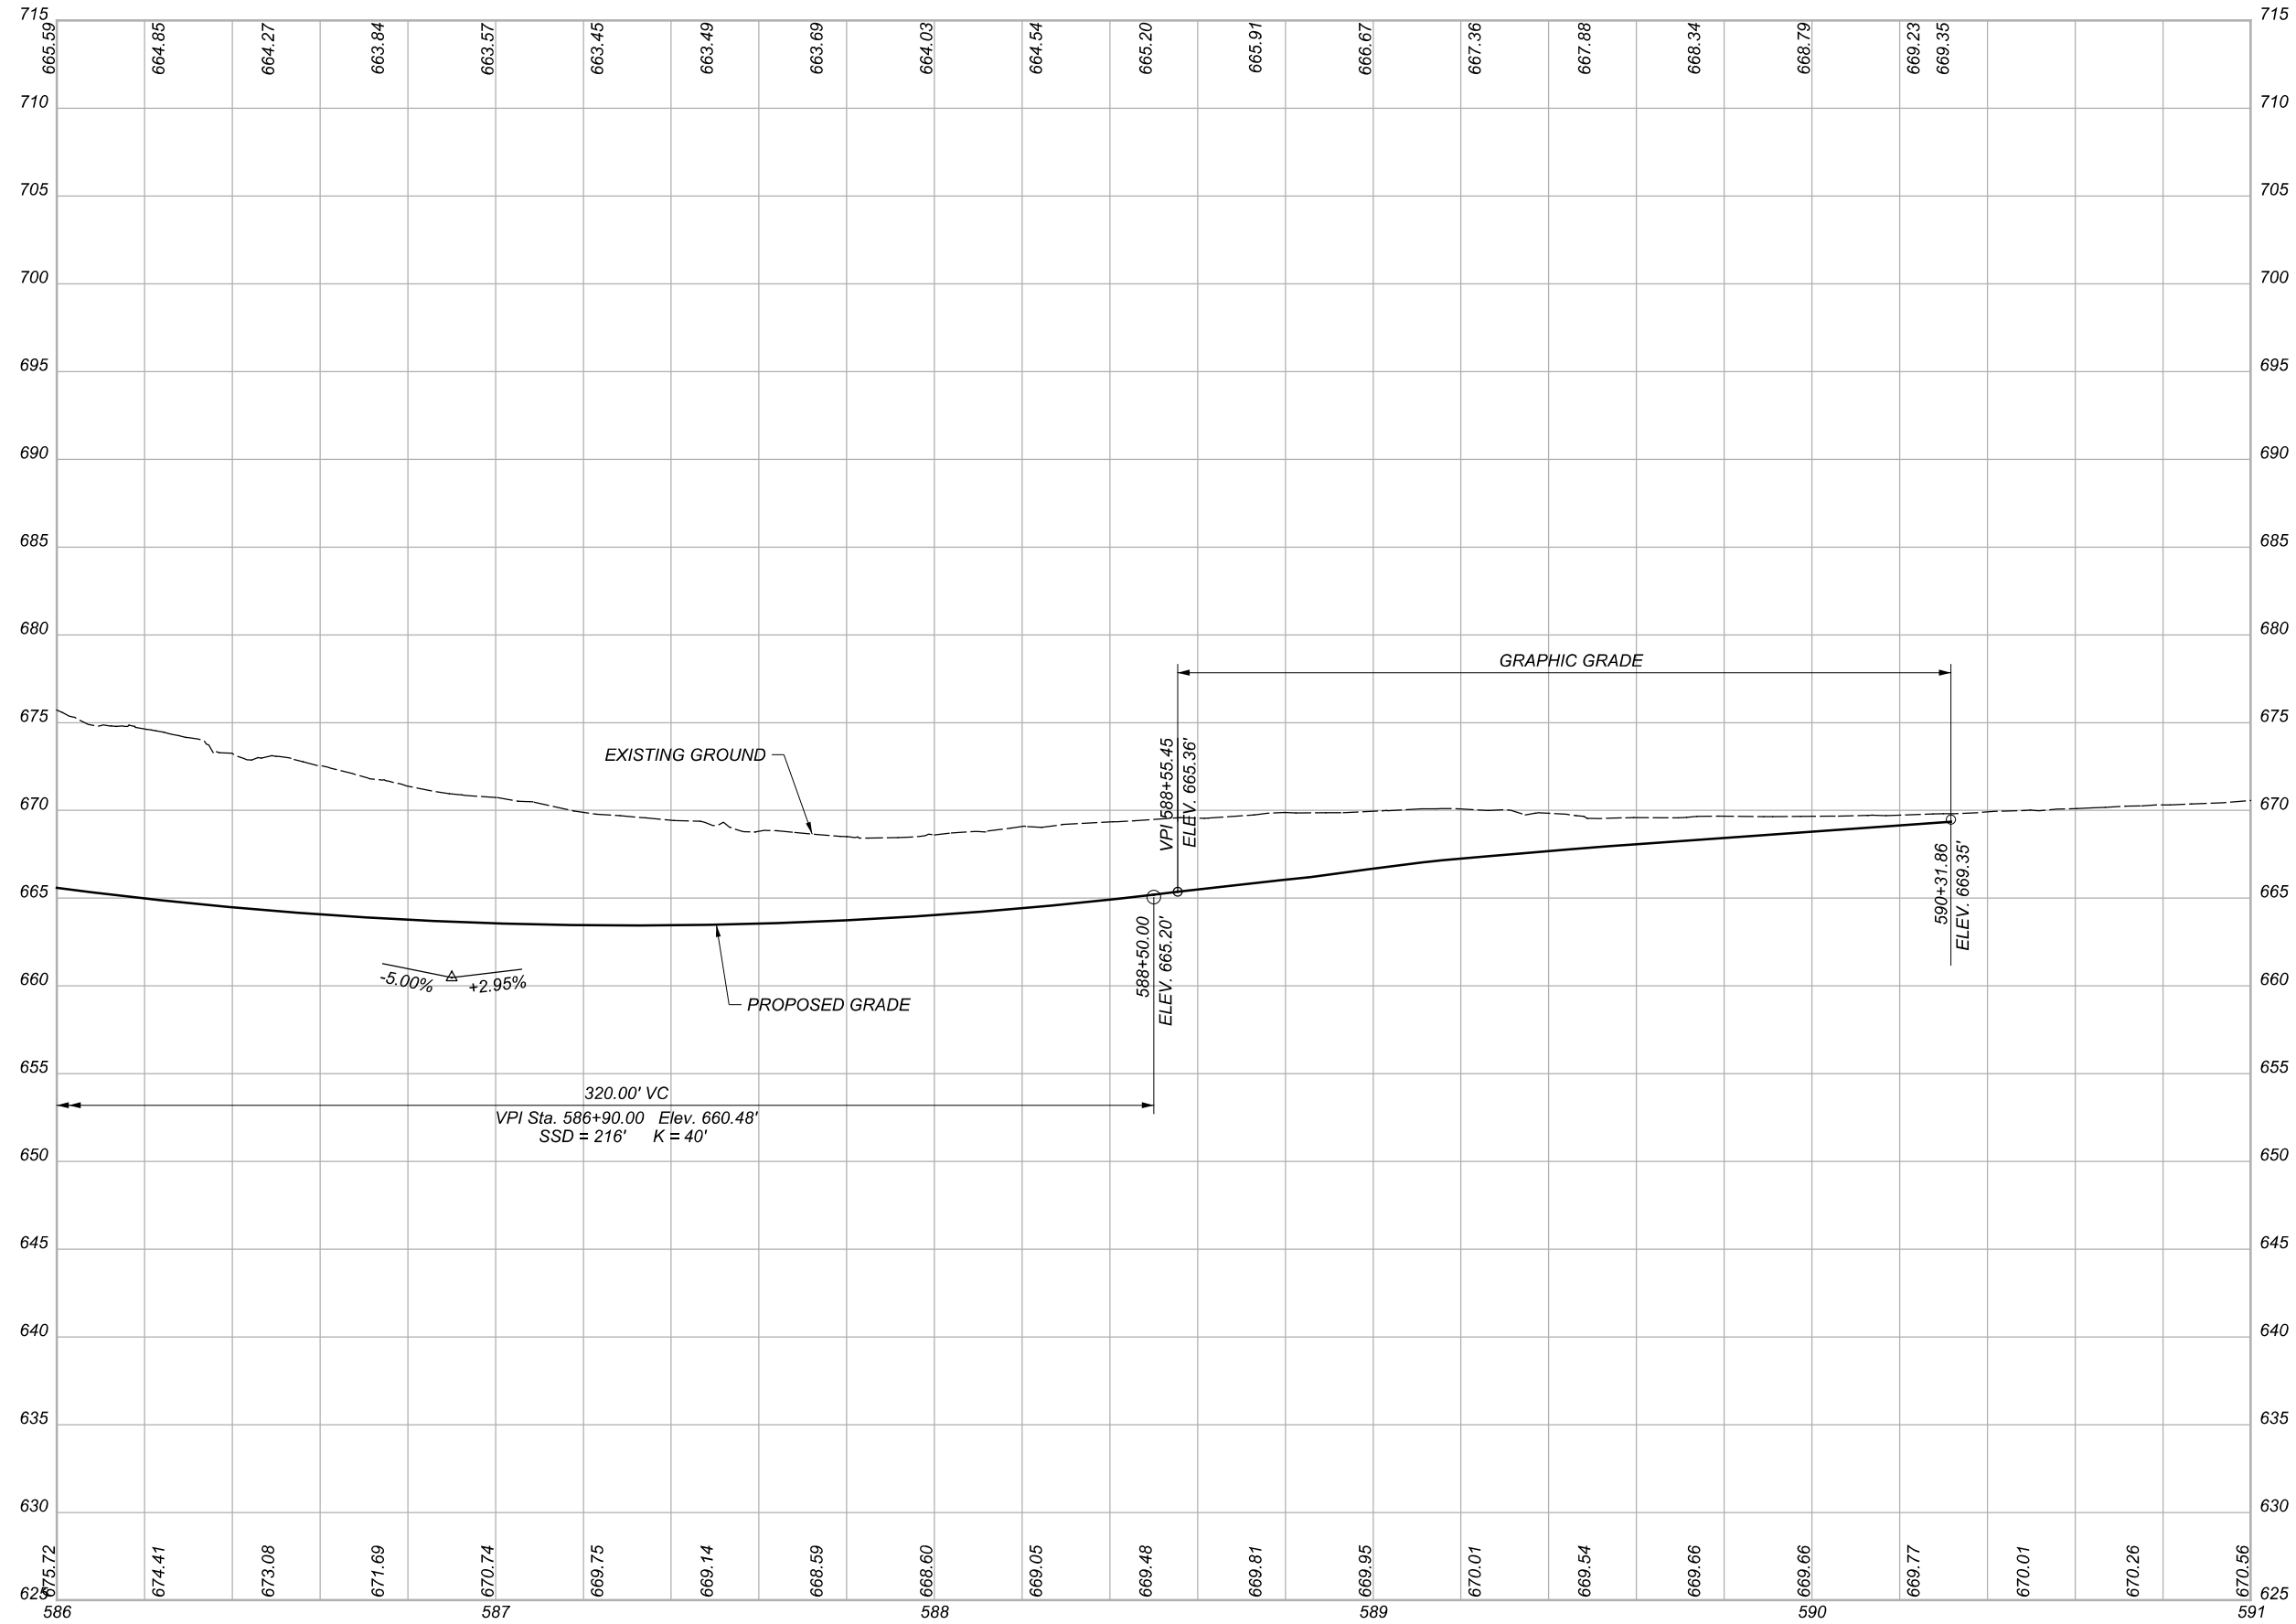 715 715
665.59 664.85 664.27 663.84 663.57 663.45 663.49 663.69 664.03 664.54 665.20 665.91 666.67 667.36 667.88 668.34 668.79 669.23 669.35
710 710
705 705
700 700
695 695
690 690
685 685
680 680
GRAPHIC GRADE
675 675
EXISTING GROUND
VPI 588+55.45
ELEV. 665.36'
670 670
590+31.86
ELEV. 669.35'
665 665
588+50.00
ELEV. 665.20'
660 660
-5.00% +2.95%
PROPOSED GRADE
655 655
320.00' VC
VPI Sta. 586+90.00 Elev. 660.48'
SSD = 216' K = 40'
650 650
645 645
640 640
635 635
630 630
675.72 674.41 673.08 671.69 670.74 669.75 669.14 668.59 668.60 669.05 669.48 669.81 669.95 670.01 669.54 669.66 669.66 669.77 670.01 670.26 670.56
625 625
586 587 588 589 590 591